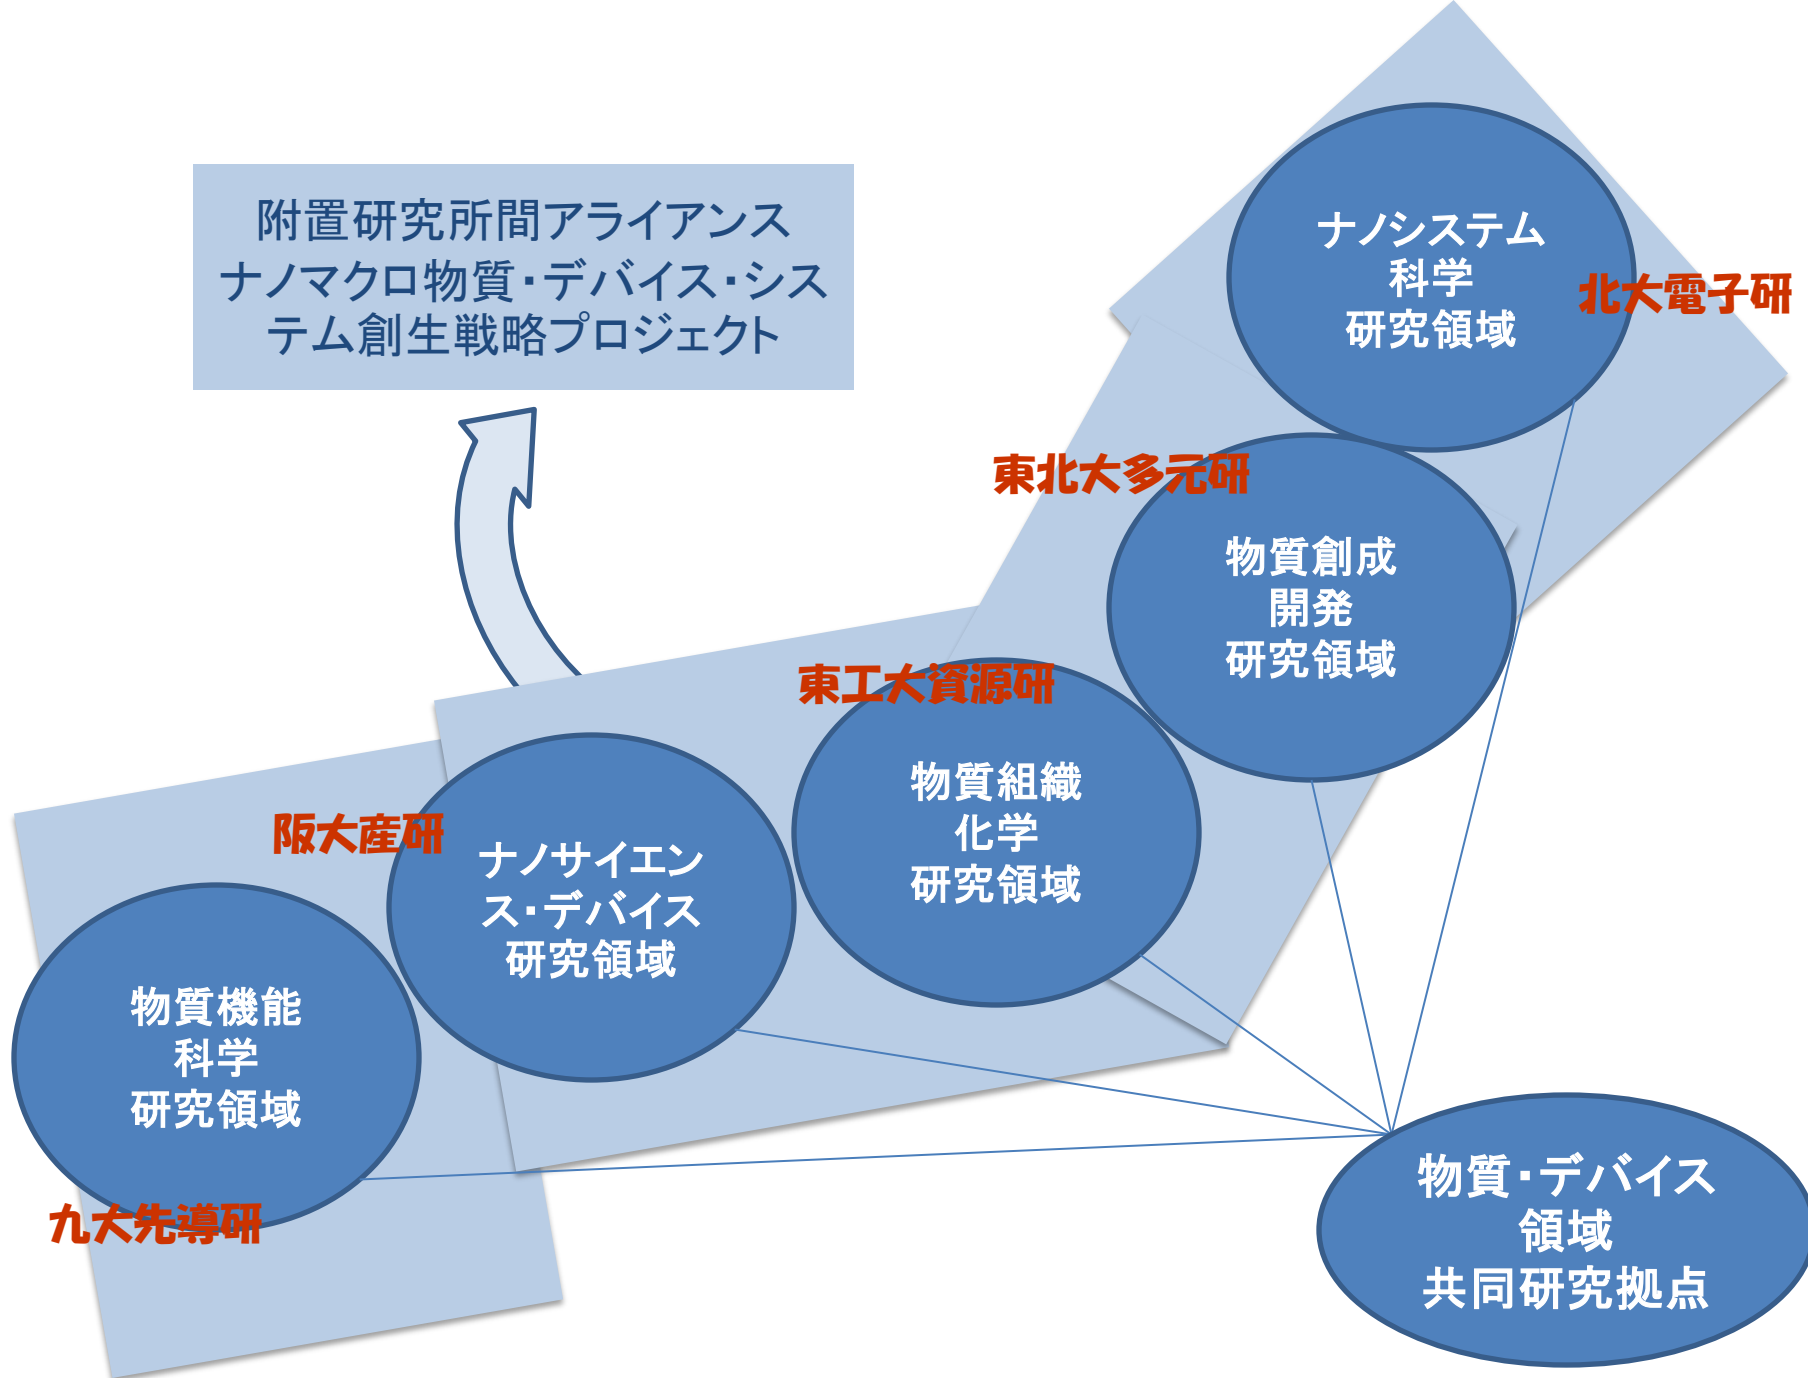 附置研究所間アライアンス
ナノマクロ物質・デバイス・シス
テム創生戦略プロジェクト
ナノシステム
科学
研究領域
北大電子研
東北大多元研
物質創成
開発
研究領域
東工大資源研
物質組織
化学
研究領域
阪大産研
ナノサイエン
ス・デバイス
研究領域
物質機能
科学
研究領域
九大先導研
物質・デバイス
領域
共同研究拠点